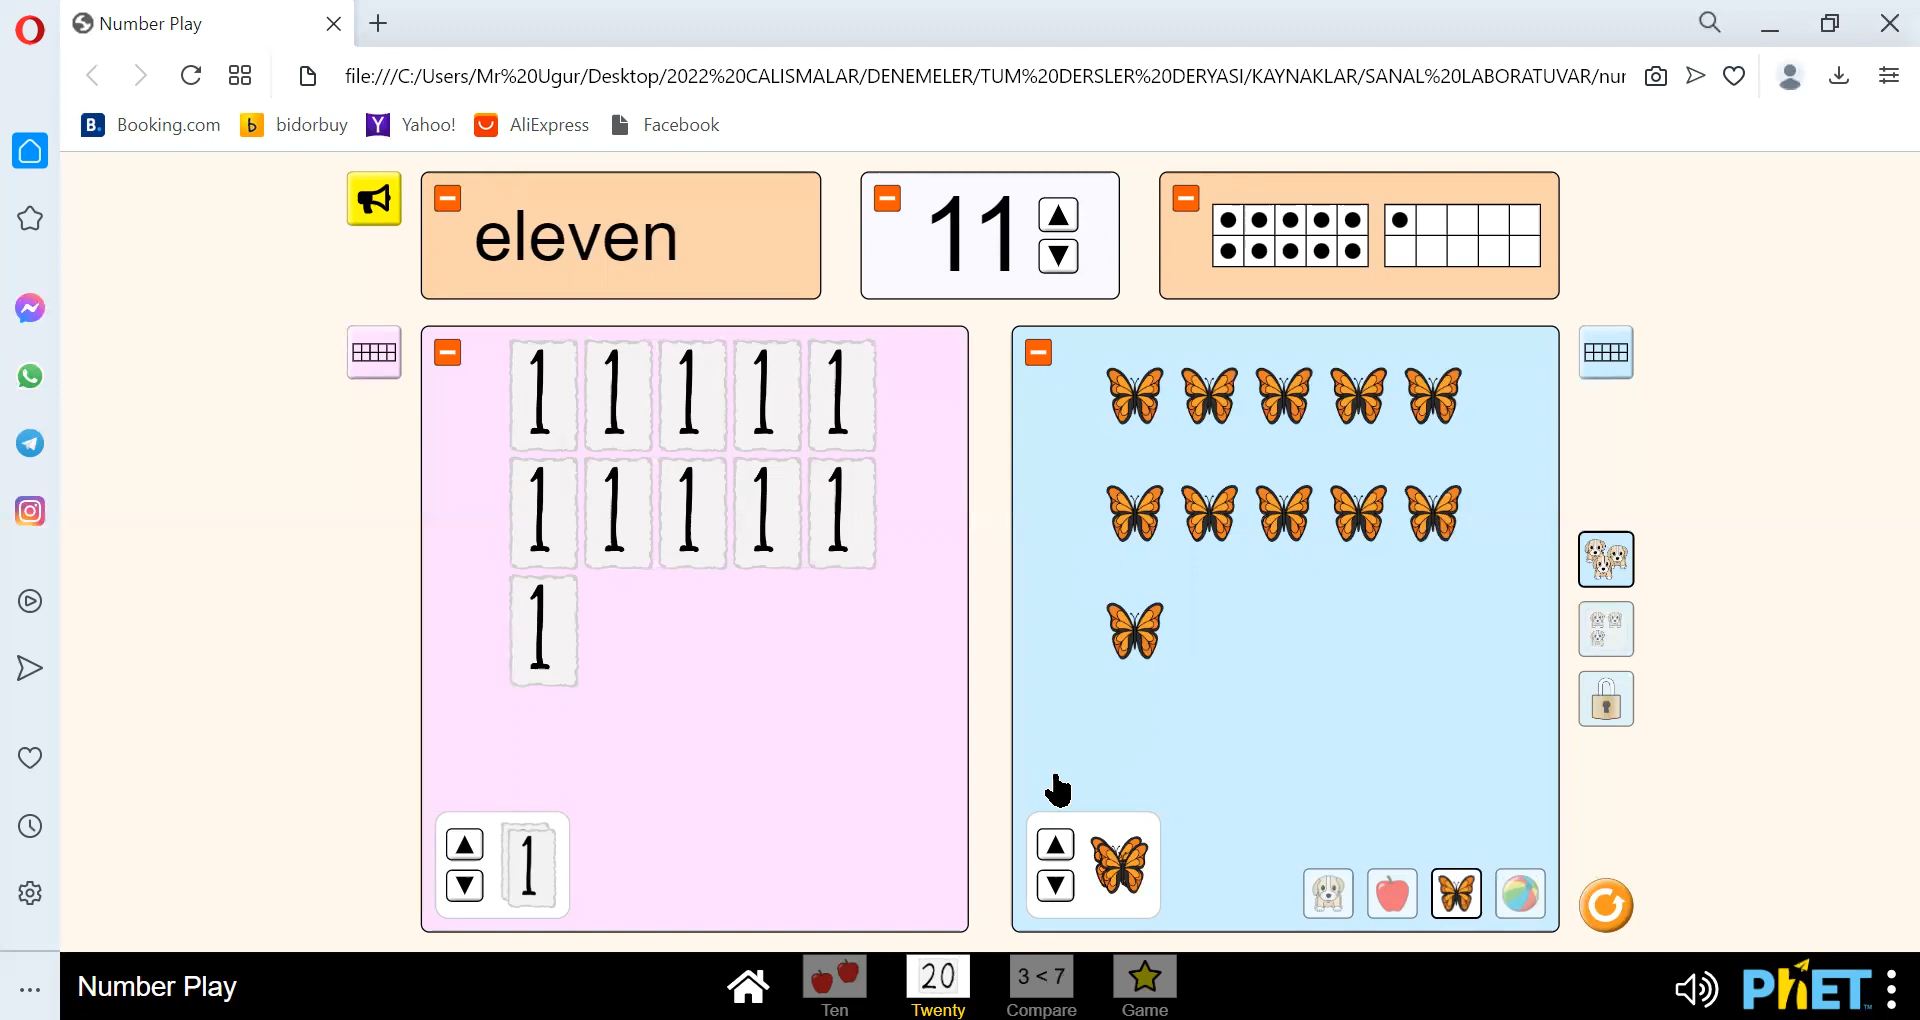 Number Play
file:///C:/Users/Mr%20Ugur/Desktop/2022%20CALISMALAR/DENEMELER/TUM%20DERSLER%20DERYASI/KAYNAKLAR/SANAL%20LABORATUVAR/nur
B. Booking.com b bidorbuy Y Yahoo! AliExpress Facebook
eleven
11
1 1 1 1 1
1 1 1 1 1
1
1
Number Play
20 3 < 7
Ten Twenty Compare Game
PhET